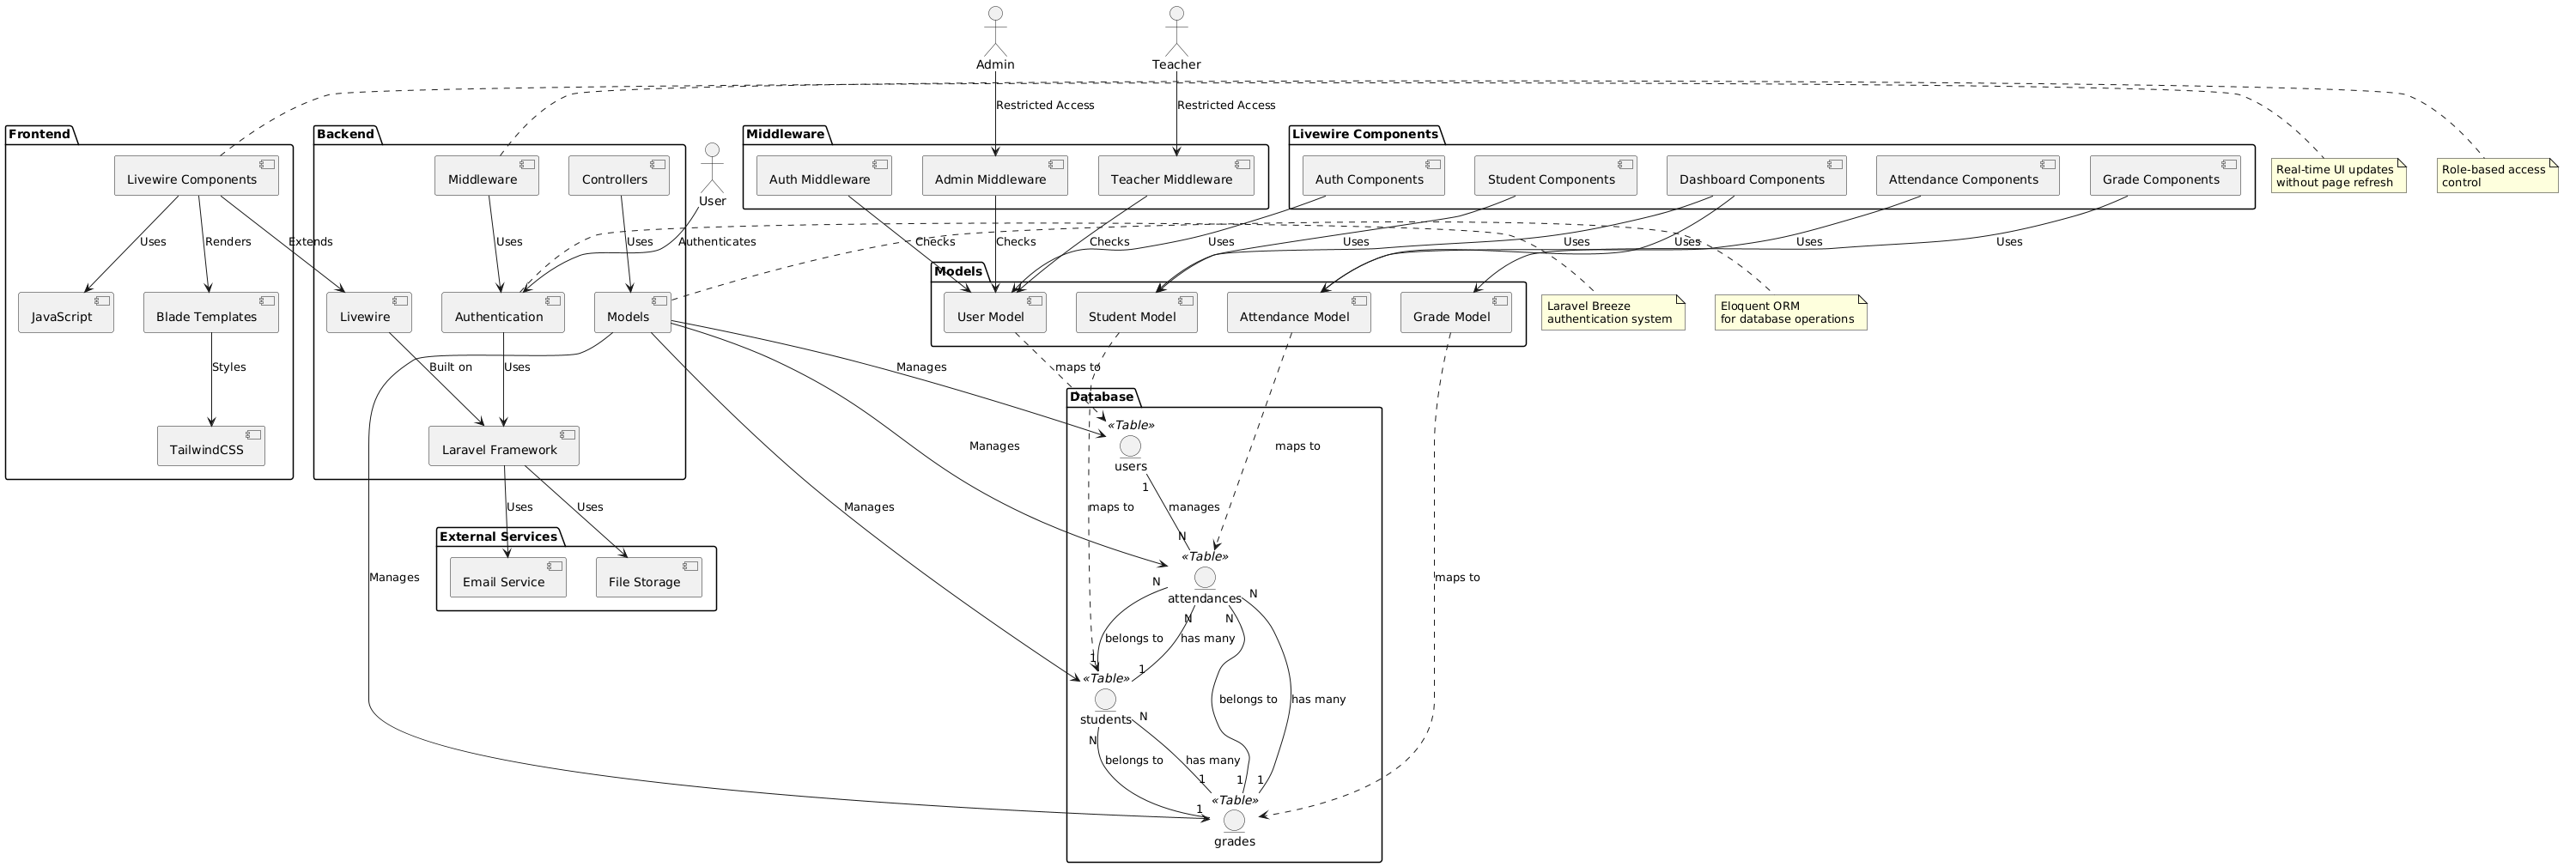 Admin
Teacher
Restricted Access
Restricted Access
Frontend
Backend
Middleware
Livewire Components
Livewire Components
Middleware
Controllers
User
Auth Middleware
Admin Middleware
Teacher Middleware
Auth Components
Student Components
Dashboard Components
Attendance Components
Grade Components
Real-time UI updates
without page refresh
Role-based access
control
Uses
Renders
Extends
Uses
Uses
Authenticates
Checks
Checks
Checks
Uses
Uses
Uses
Uses
Uses
Uses
Models
JavaScript
Blade Templates
Livewire
Authentication
Models
User Model
Student Model
Attendance Model
Grade Model
Laravel Breeze
authentication system
Eloquent ORM
for database operations
Styles
Built on
Uses
Manages
maps to
Database
TailwindCSS
Laravel Framework
Manages
«Table»
users
maps to
1
Uses
Uses
Manages
maps to
manages
N
External Services
Email Service
File Storage
Manages
«Table»
attendances
maps to
N
N
N
N
belongs to
has many
1
1
«Table»
students
belongs to
has many
N
N
belongs to
has many
1
1
1
1
«Table»
grades